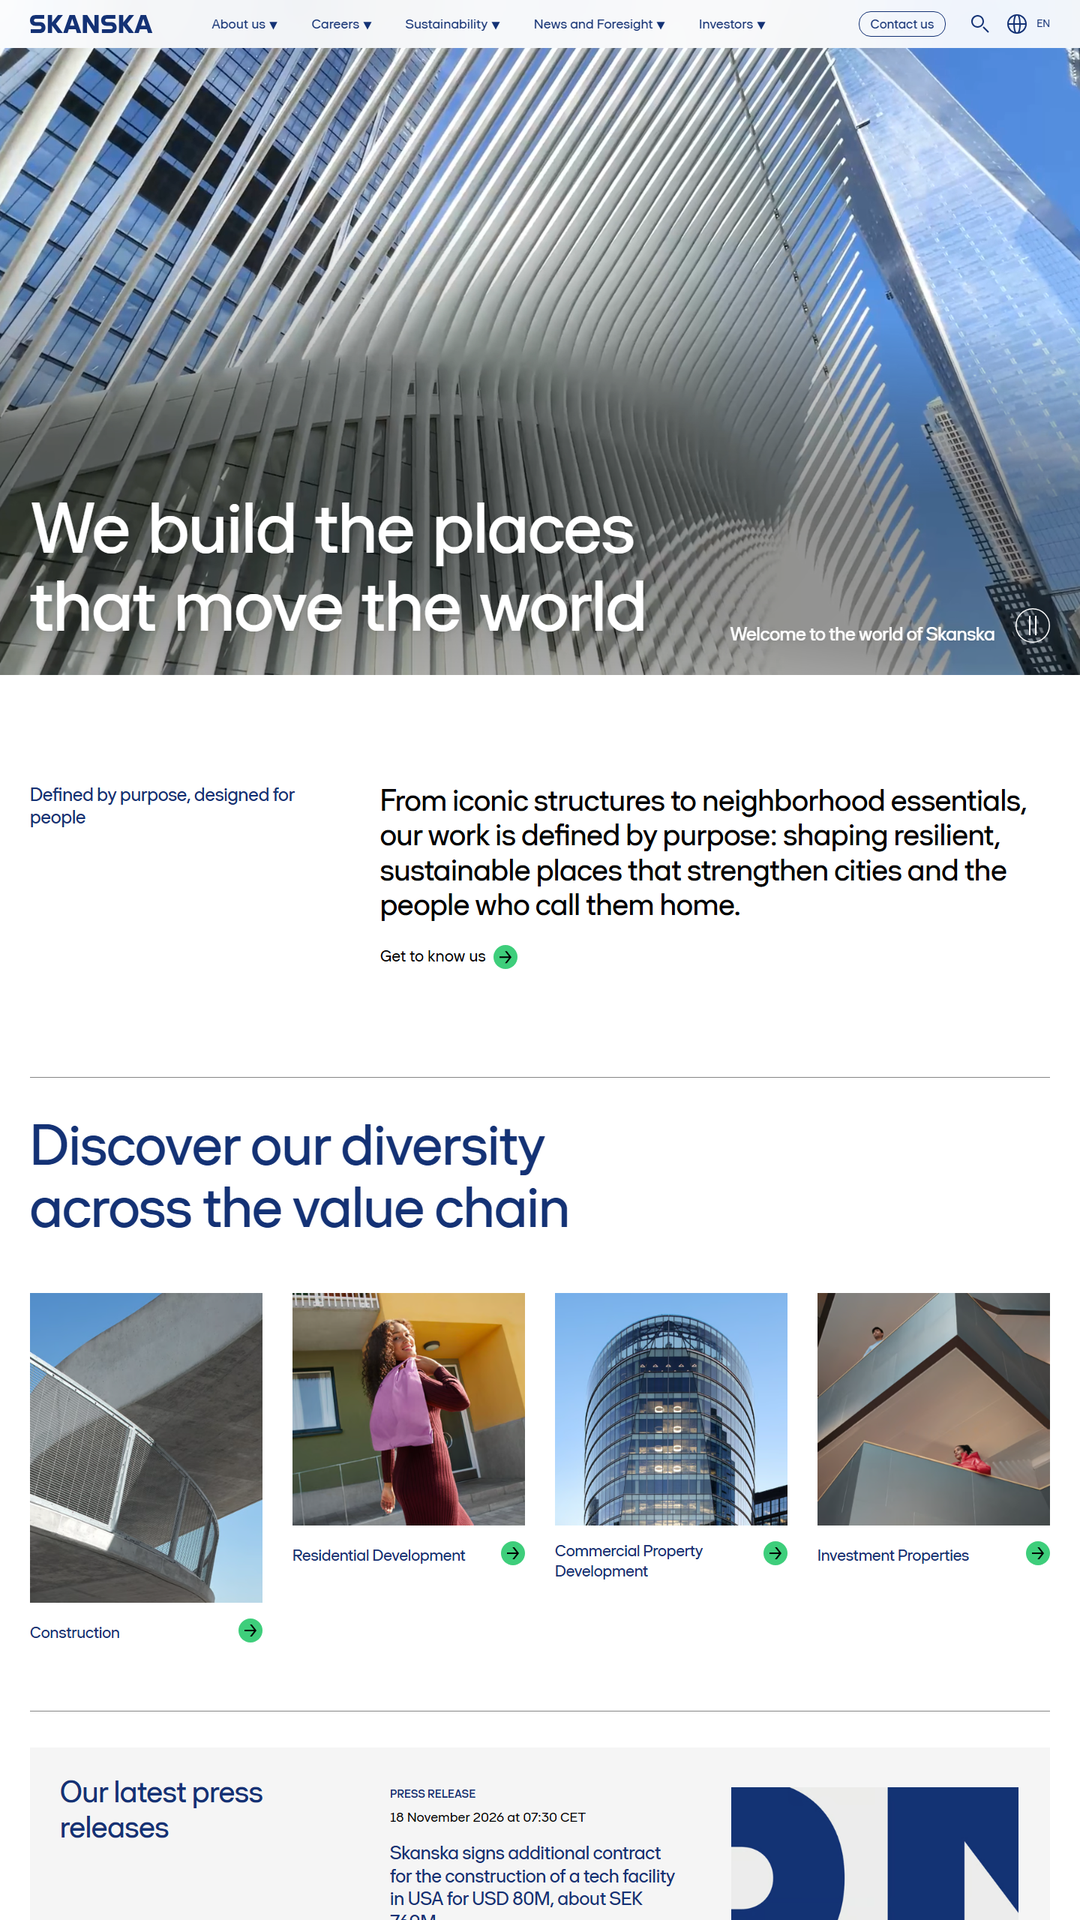 SKANSKA
About us ▼ Careers ▼ Sustainability ▼ News and Foresight ▼ Investors ▼ Contact us EN
We build the places
that move the world
Welcome to the world of Skanska
Defined by purpose, designed for
people
From iconic structures to neighborhood essentials,
our work is defined by purpose: shaping resilient,
sustainable places that strengthen cities and the
people who call them home.
Get to know us
Discover our diversity
across the value chain
Construction
Residential Development
Commercial Property
Development
Investment Properties
Our latest press
releases
PRESS RELEASE
18 November 2026 at 07:30 CET
Skanska signs additional contract
for the construction of a tech facility
in USA for USD 80M, about SEK